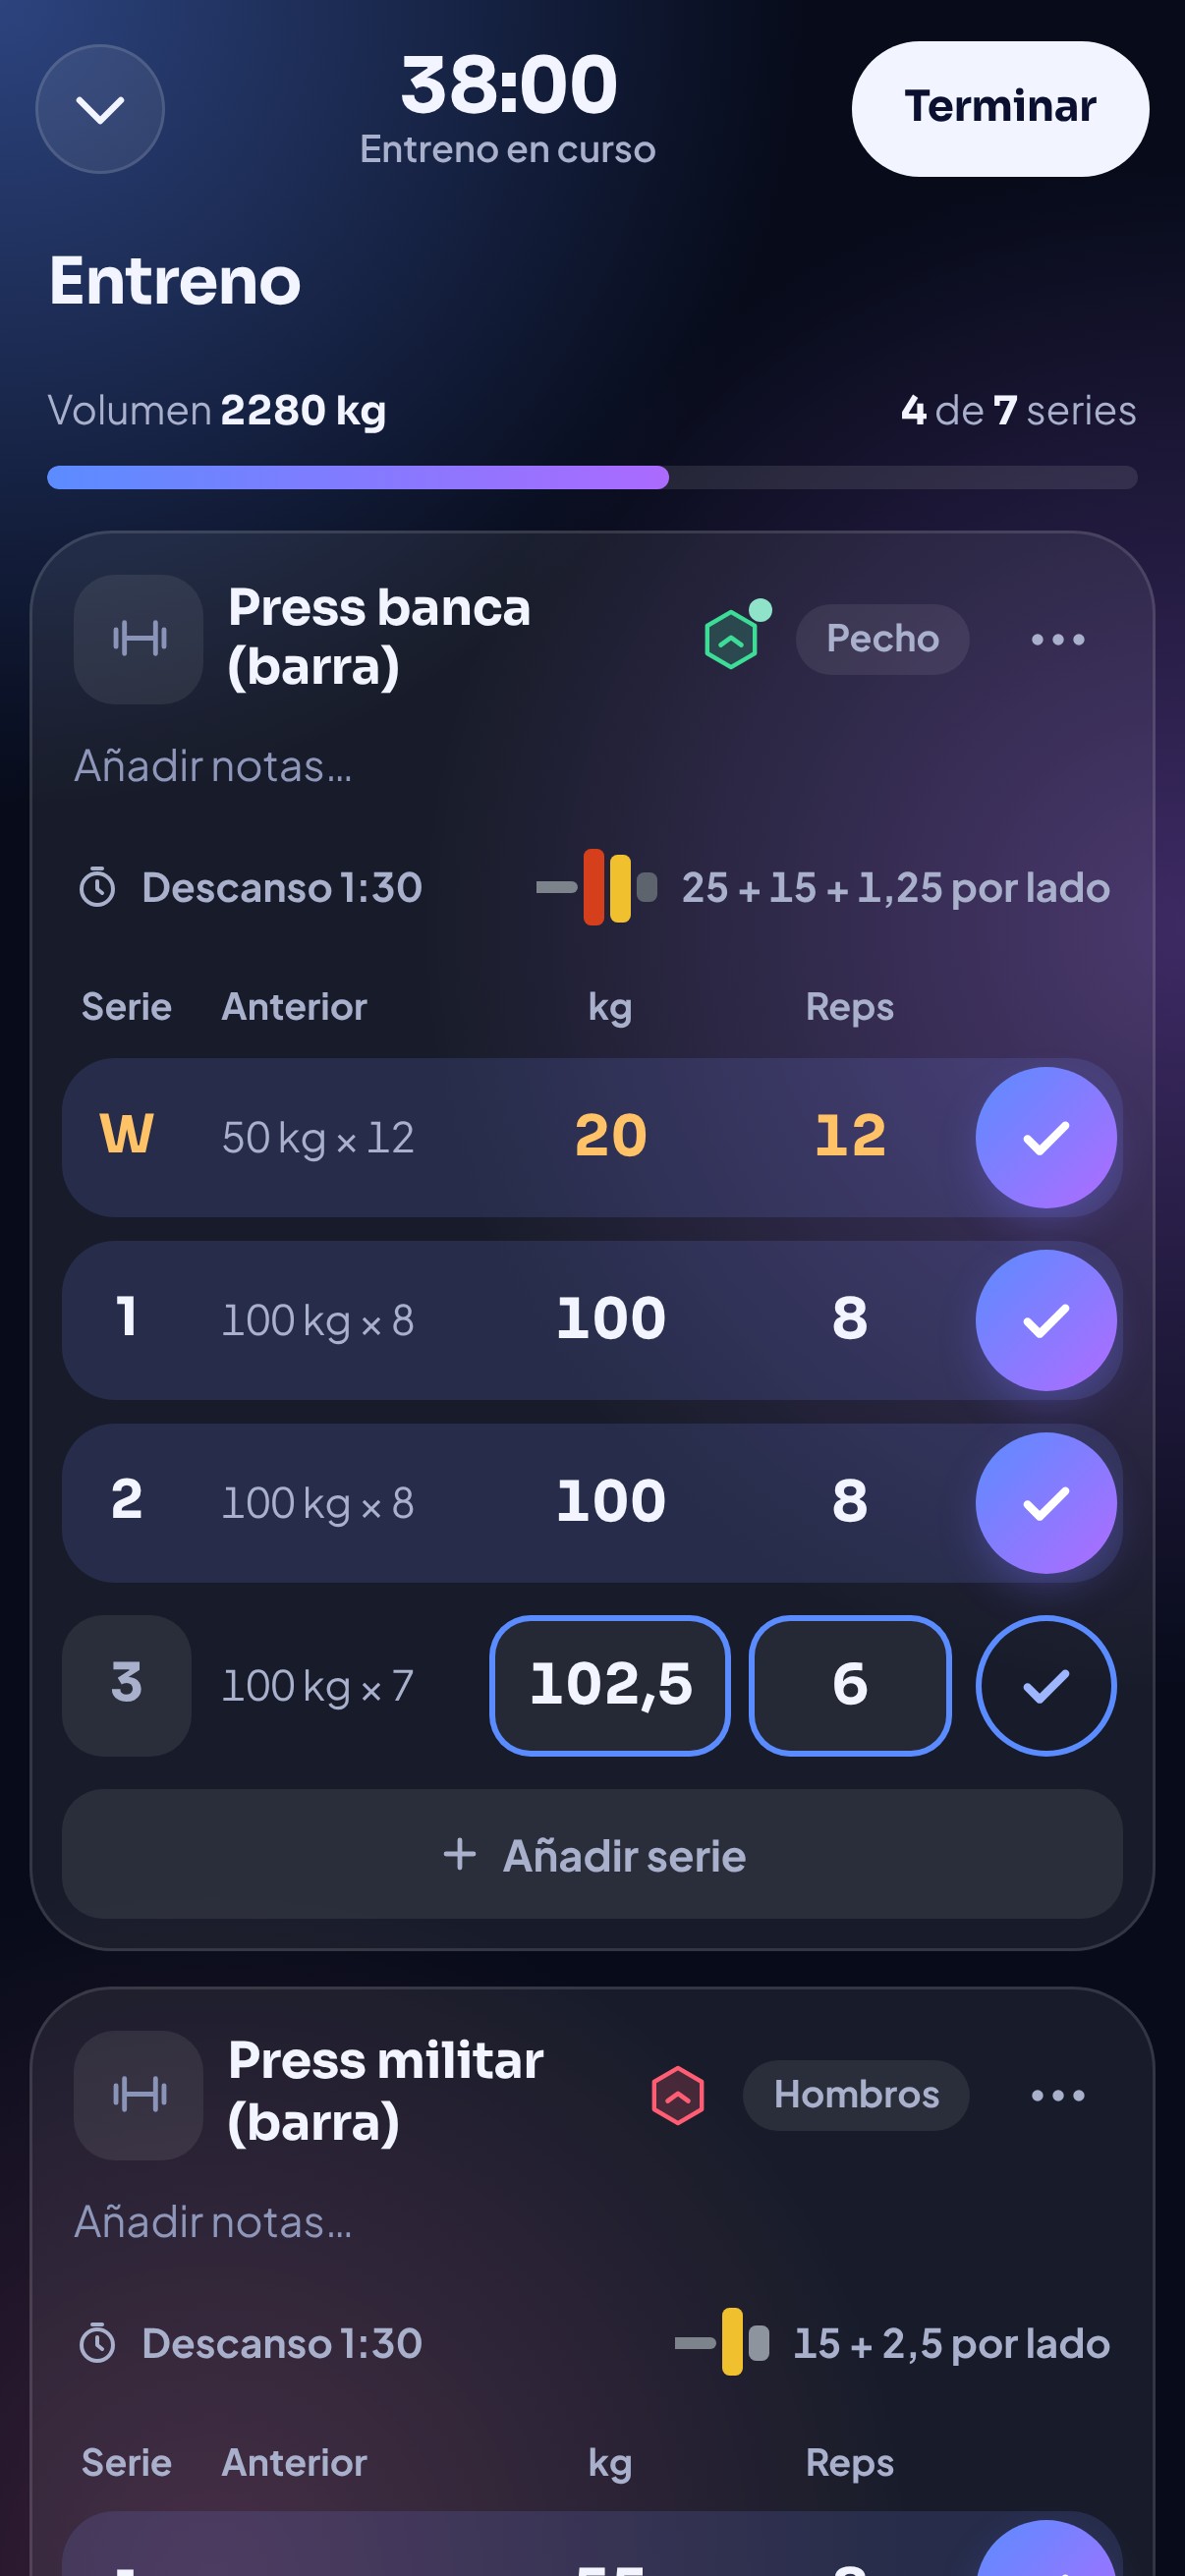 38:00
Entreno en curso
Terminar
Entreno
Volumen 2280 kg
4 de 7 series
Press banca
(barra)
Pecho
Añadir notas...
Descanso 1:30
25 + 15 + 1,25 por lado
Serie Anterior kg Reps
W 50 kg × 12 20 12
1 100 kg × 8 100 8
2 100 kg × 8 100 8
3 100 kg × 7 102,5 6
+ Añadir serie
Press militar
(barra)
Hombros
Añadir notas...
Descanso 1:30
15 + 2,5 por lado
Serie Anterior kg Reps